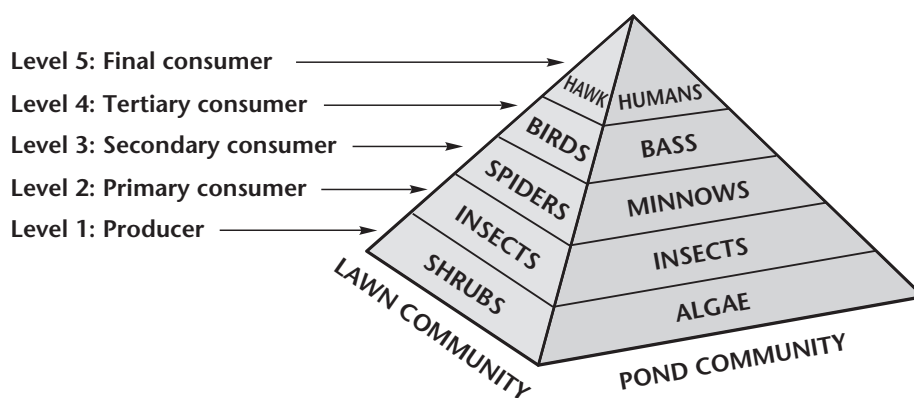 Level 5: Final consumer
Level 4: Tertiary consumer
Level 3: Secondary consumer
Level 2: Primary consumer
Level 1: Producer
HAWK
BIRDS
SPIDERS
INSECTS
SHRUBS
LAWN COMMUNITY
HUMANS
BASS
MINNOWS
INSECTS
ALGAE
POND COMMUNITY